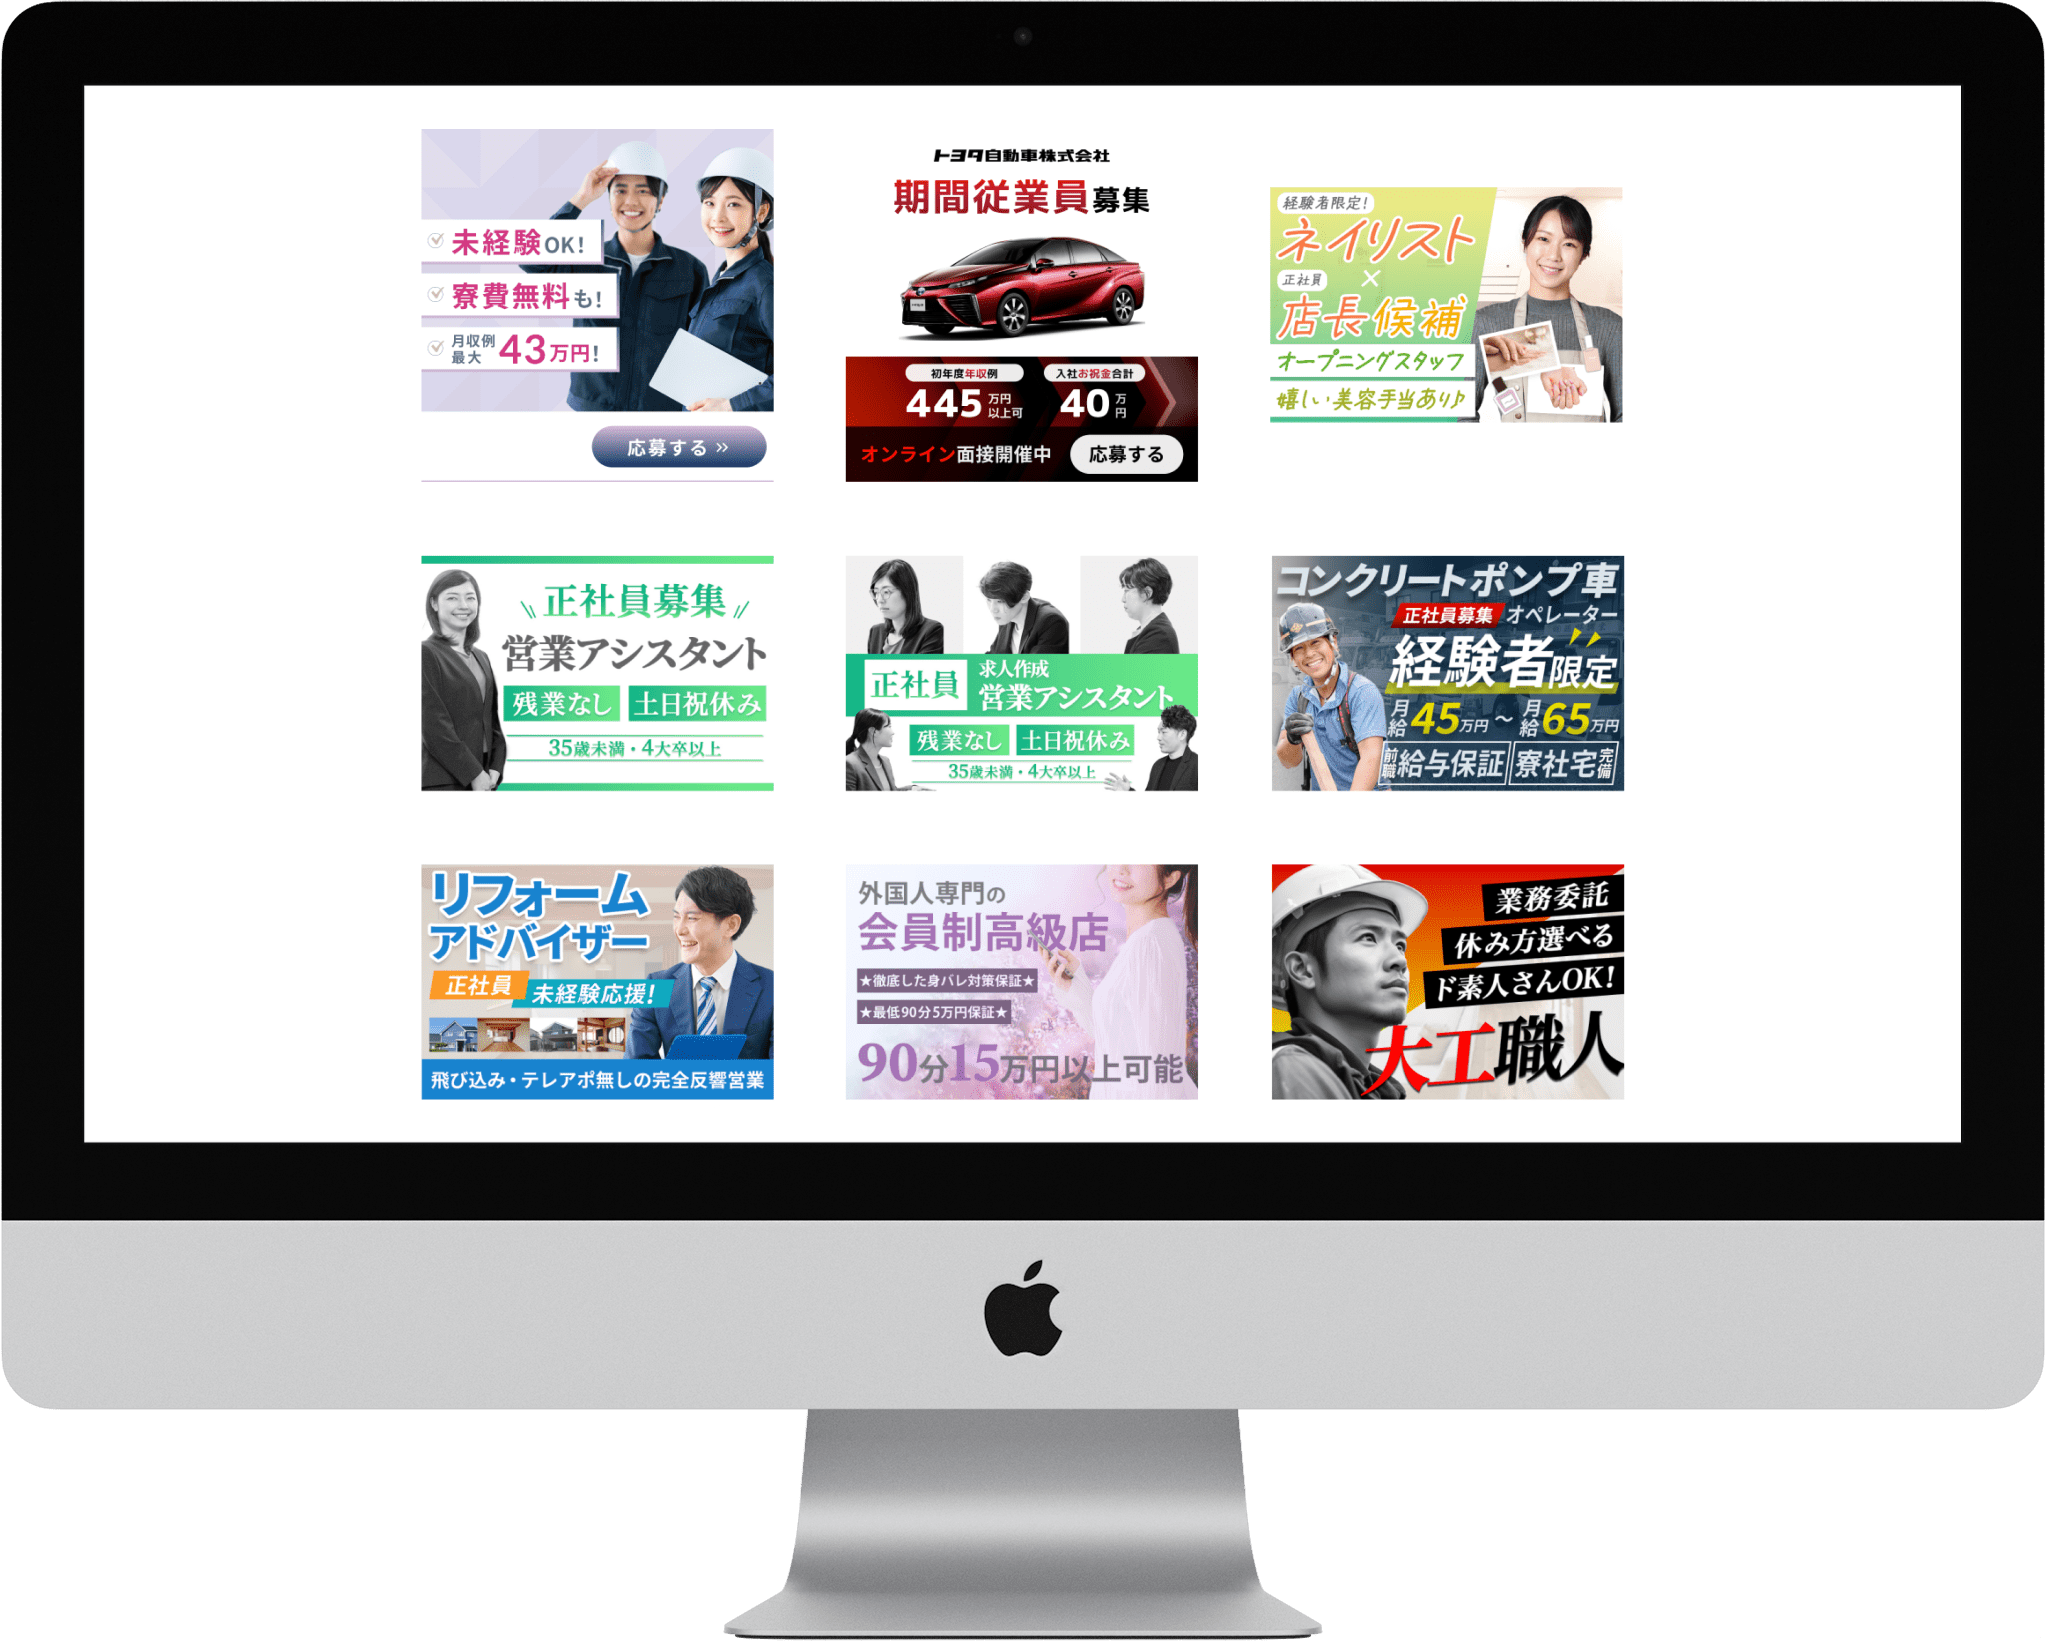 未経験OK!
寮費無料も!
月収例
最大
43万円!
応募する »
トヨタ自動車株式会社
期間従業員募集
初年度年収例
445万円以上可
入社お祝金合計
40万円
オンライン面接開催中
応募する
経験者限定!
ネイリスト
×
正社員
店長候補
オープニングスタッフ
嬉しい美容手当あり♪
正社員募集
営業アシスタント
残業なし 土日祝休み
35歳未満・4大卒以上
正社員
求人作成
営業アシスタント
残業なし 土日祝休み
35歳未満・4大卒以上
コンクリートポンプ車
正社員募集 オペレーター
経験者限定
月給45万円～月給65万円
前職給与保証 寮社宅完備
リフォーム
アドバイザー
正社員
未経験応援!
飛び込み・テレアポ無しの完全反響営業
外国人専門の
会員制高級店
★徹底した身バレ対策保証★
★最低90分5万円保証★
90分15万円以上可能
業務委託
休み方選べる
ド素人さんOK!
大工職人